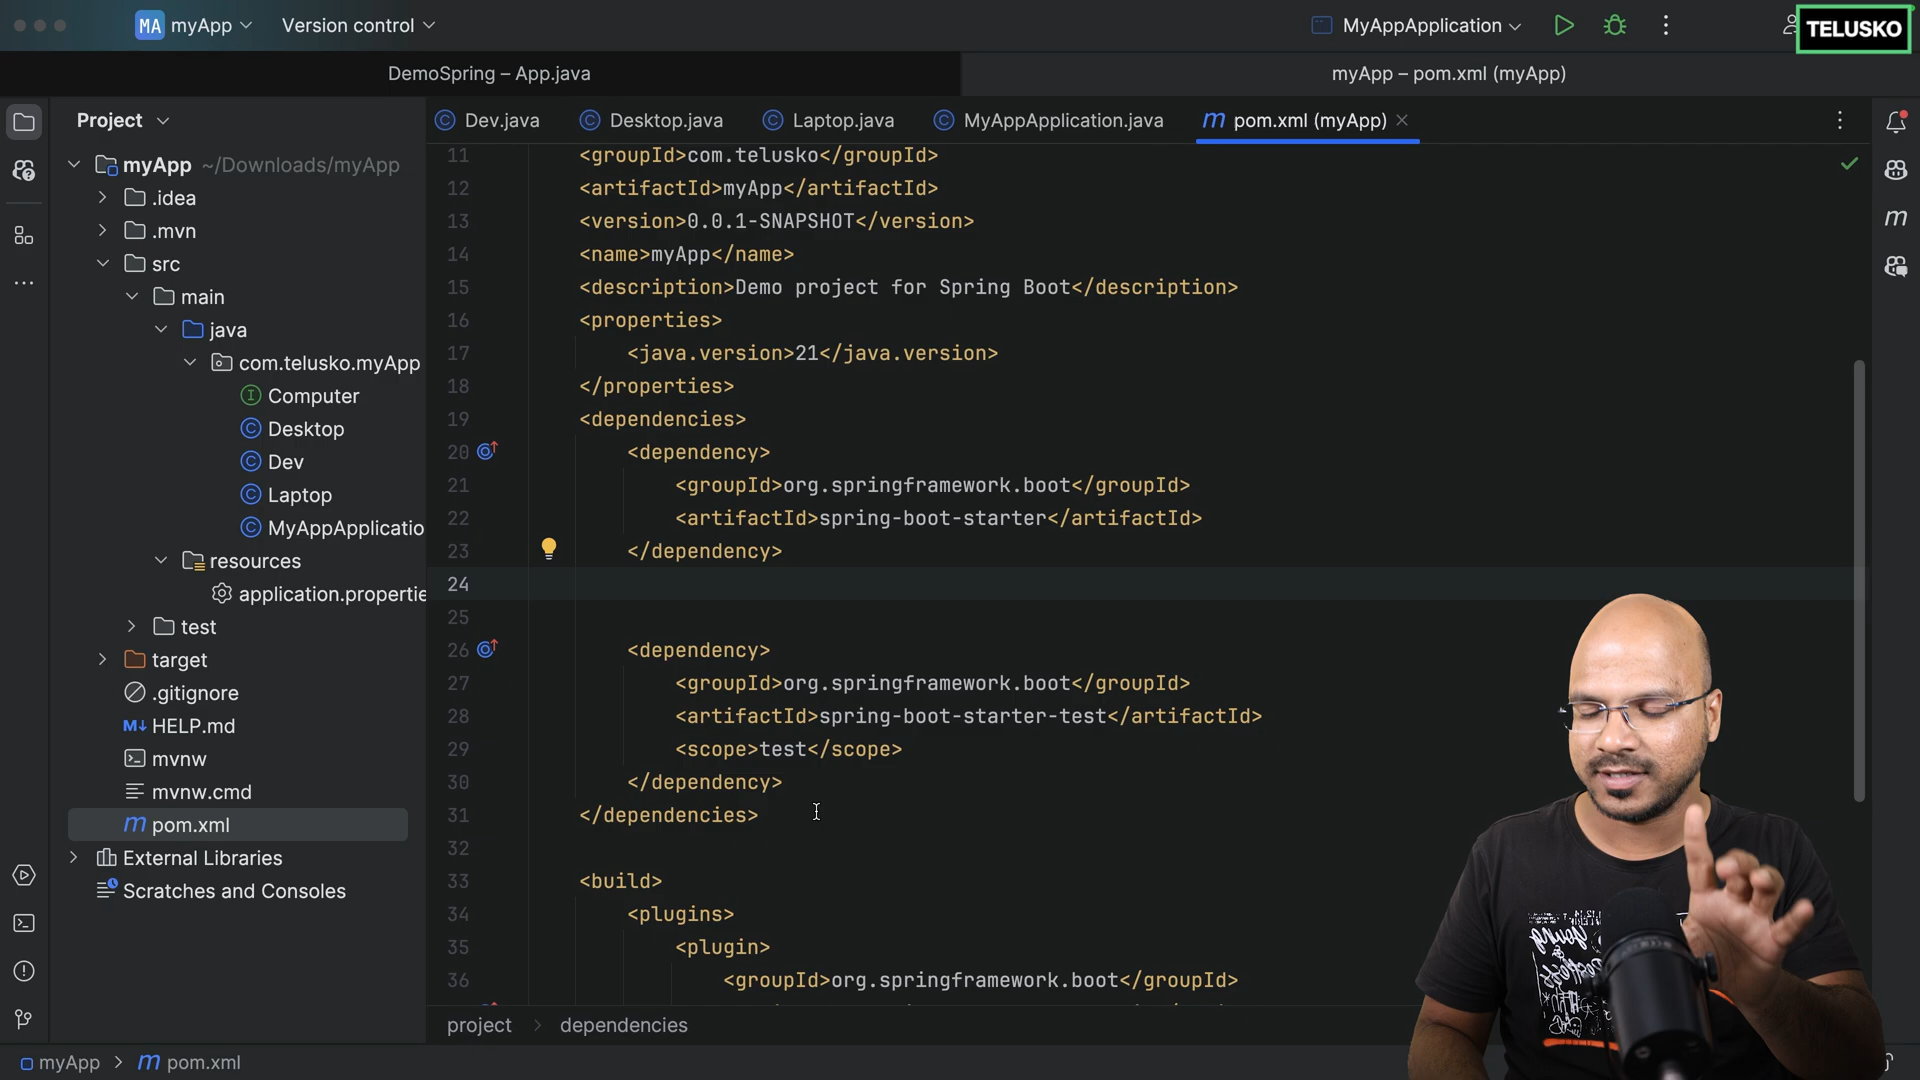 MA myApp
Version control
MyAppApplication
TELUSKO
DemoSpring – App.java
myApp – pom.xml (myApp)
Project
myApp ~/Downloads/myApp
.idea
.mvn
src
main
java
com.telusko.myApp
Computer
Desktop
Dev
Laptop
MyAppApplicatio
resources
application.propertie
test
target
.gitignore
HELP.md
mvnw
mvnw.cmd
pom.xml
External Libraries
Scratches and Consoles
Dev.java
Desktop.java
Laptop.java
MyAppApplication.java
pom.xml (myApp)
11 <groupId>com.telusko</groupId>
12 <artifactId>myApp</artifactId>
13 <version>0.0.1-SNAPSHOT</version>
14 <name>myApp</name>
15 <description>Demo project for Spring Boot</description>
16 <properties>
17 <java.version>21</java.version>
18 </properties>
19 <dependencies>
20 <dependency>
21 <groupId>org.springframework.boot</groupId>
22 <artifactId>spring-boot-starter</artifactId>
23 </dependency>
24
25
26 <dependency>
27 <groupId>org.springframework.boot</groupId>
28 <artifactId>spring-boot-starter-test</artifactId>
29 <scope>test</scope>
30 </dependency>
31 </dependencies>
32
33 <build>
34 <plugins>
35 <plugin>
36 <groupId>org.springframework.boot</groupId>
project > dependencies
myApp > pom.xml